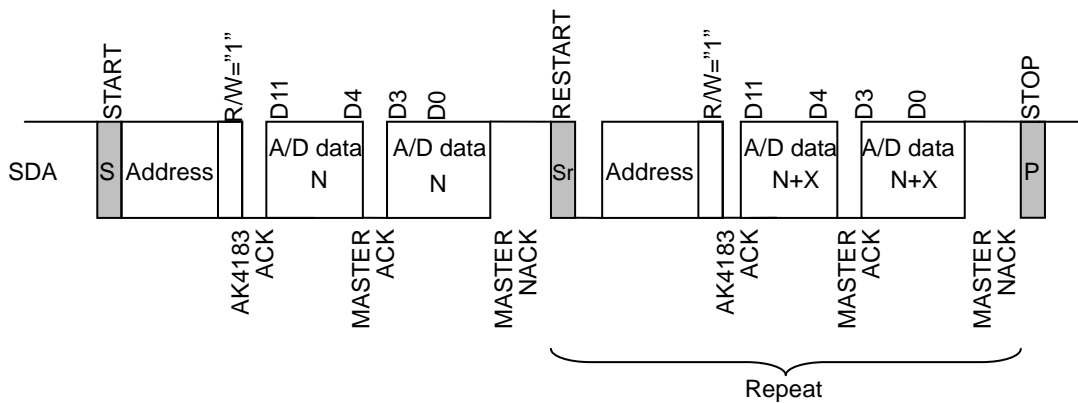 START
R/W="1"
D11
D4
D3
D0
RESTART
R/W="1"
D11
D4
D3
D0
STOP
SDA
S
Address
A/D data
N
A/D data
N
Sr
Address
A/D data
N+X
A/D data
N+X
P
AK4183
ACK
MASTER
ACK
MASTER
NACK
AK4183
ACK
MASTER
ACK
MASTER
NACK
Repeat